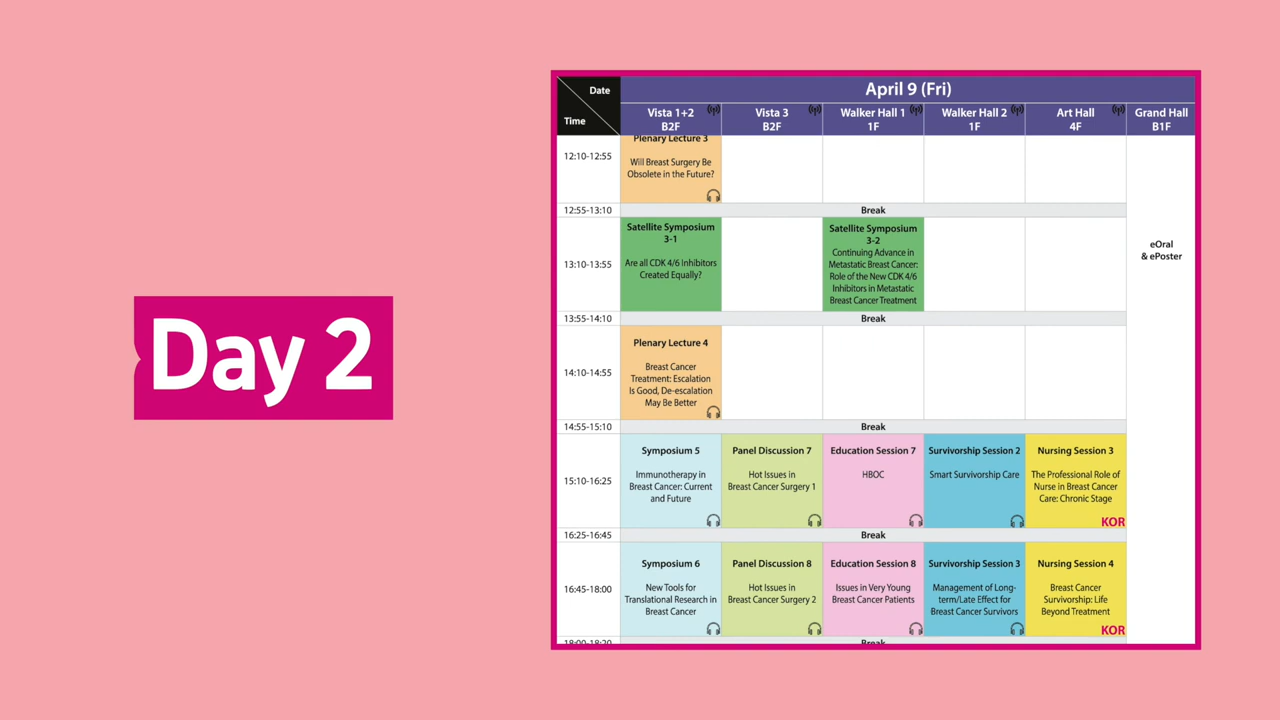 Day 2
Date
Time
April 9 (Fri)
Vista 1+2
B2F
Vista 3
B2F
Walker Hall 1
1F
Walker Hall 2
1F
Art Hall
4F
Grand Hall
B1F
12:10-12:55
Plenary Lecture 3
Will Breast Surgery Be
Obsolete in the Future?
12:55-13:10
Break
13:10-13:55
Satellite Symposium
3-1
Are all CDK 4/6 Inhibitors
Created Equally?
Satellite Symposium
3-2
Continuing Advance in
Metastatic Breast Cancer:
Role of the New CDK 4/6
Inhibitors in Metastatic
Breast Cancer Treatment
eOral
& ePoster
13:55-14:10
Break
14:10-14:55
Plenary Lecture 4
Breast Cancer
Treatment: Escalation
Is Good, De-escalation
May Be Better
14:55-15:10
Break
15:10-16:25
Symposium 5
Immunotherapy in
Breast Cancer: Current
and Future
Panel Discussion 7
Hot Issues in
Breast Cancer Surgery 1
Education Session 7
HBOC
Survivorship Session 2
Smart Survivorship Care
Nursing Session 3
The Professional Role of
Nurse in Breast Cancer
Care: Chronic Stage
KOR
16:25-16:45
Break
16:45-18:00
Symposium 6
New Tools for
Translational Research in
Breast Cancer
Panel Discussion 8
Hot Issues in
Breast Cancer Surgery 2
Education Session 8
Issues in Very Young
Breast Cancer Patients
Survivorship Session 3
Management of Long-
term/Late Effect for
Breast Cancer Survivors
Nursing Session 4
Breast Cancer
Survivorship: Life
Beyond Treatment
KOR
18:00-18:20
Break